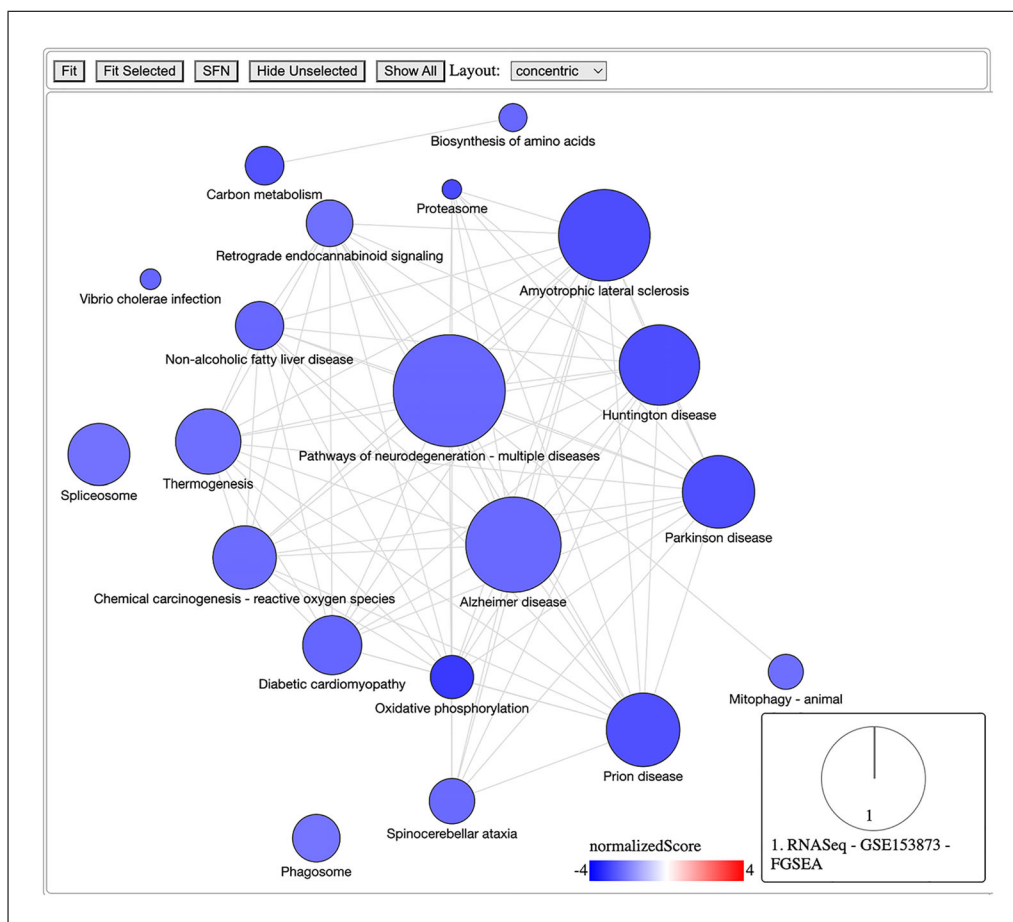 Fit Fit Selected SFN Hide Unselected Show All Layout: concentric
Biosynthesis of amino acids
Carbon metabolism
Proteasome
Retrograde endocannabinoid signaling
Amyotrophic lateral sclerosis
Vibrio cholerae infection
Non-alcoholic fatty liver disease
Huntington disease
Pathways of neurodegeneration - multiple diseases
Thermogenesis
Spliceosome
Parkinson disease
Chemical carcinogenesis - reactive oxygen species
Alzheimer disease
Diabetic cardiomyopathy
Oxidative phosphorylation
Mitophagy - animal
Prion disease
Spinocerebellar ataxia
Phagosome
normalizedScore
-4 4
1
1. RNASeq - GSE153873 -
FGSEA